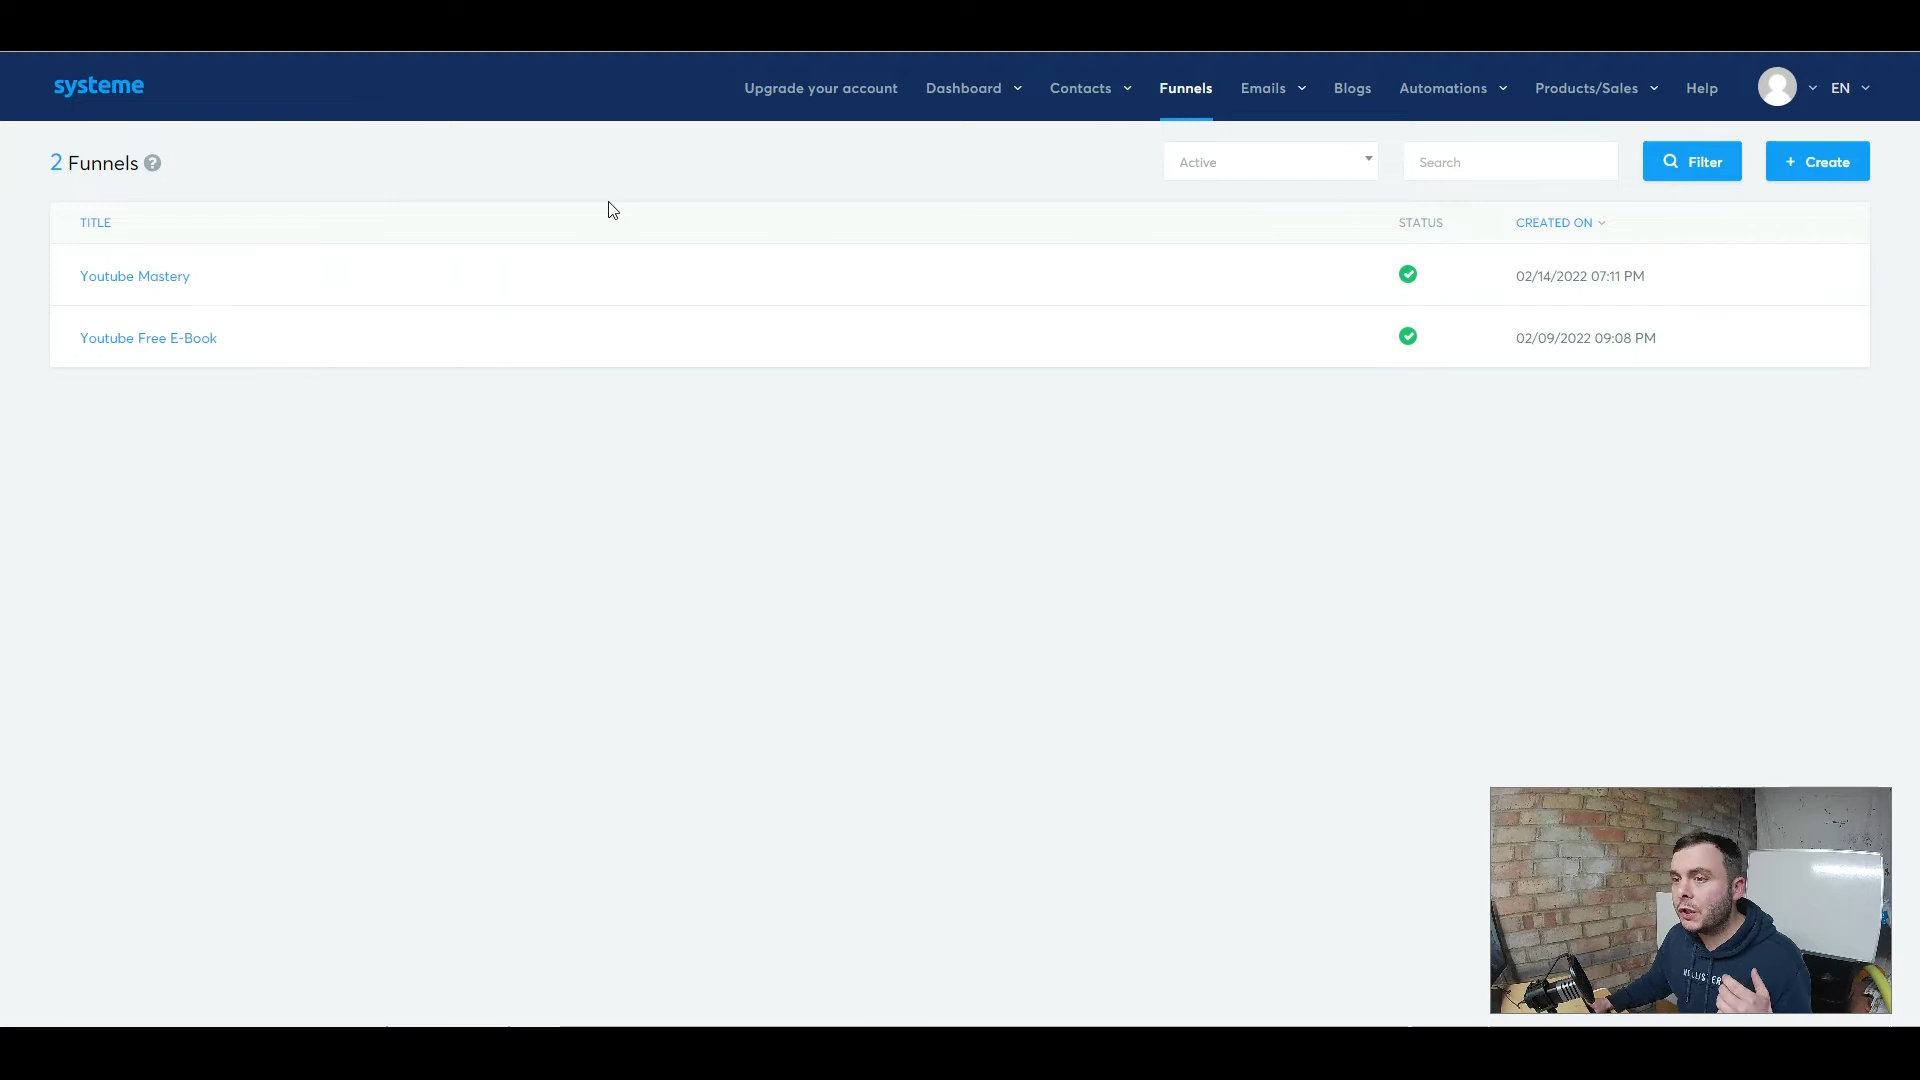 systeme
Upgrade your account Dashboard Contacts Funnels Emails Blogs Automations Products/Sales Help EN
2 Funnels ? Active Search Filter + Create
TITLE STATUS CREATED ON
Youtube Mastery 02/14/2022 07:11 PM
Youtube Free E-Book 02/09/2022 09:08 PM